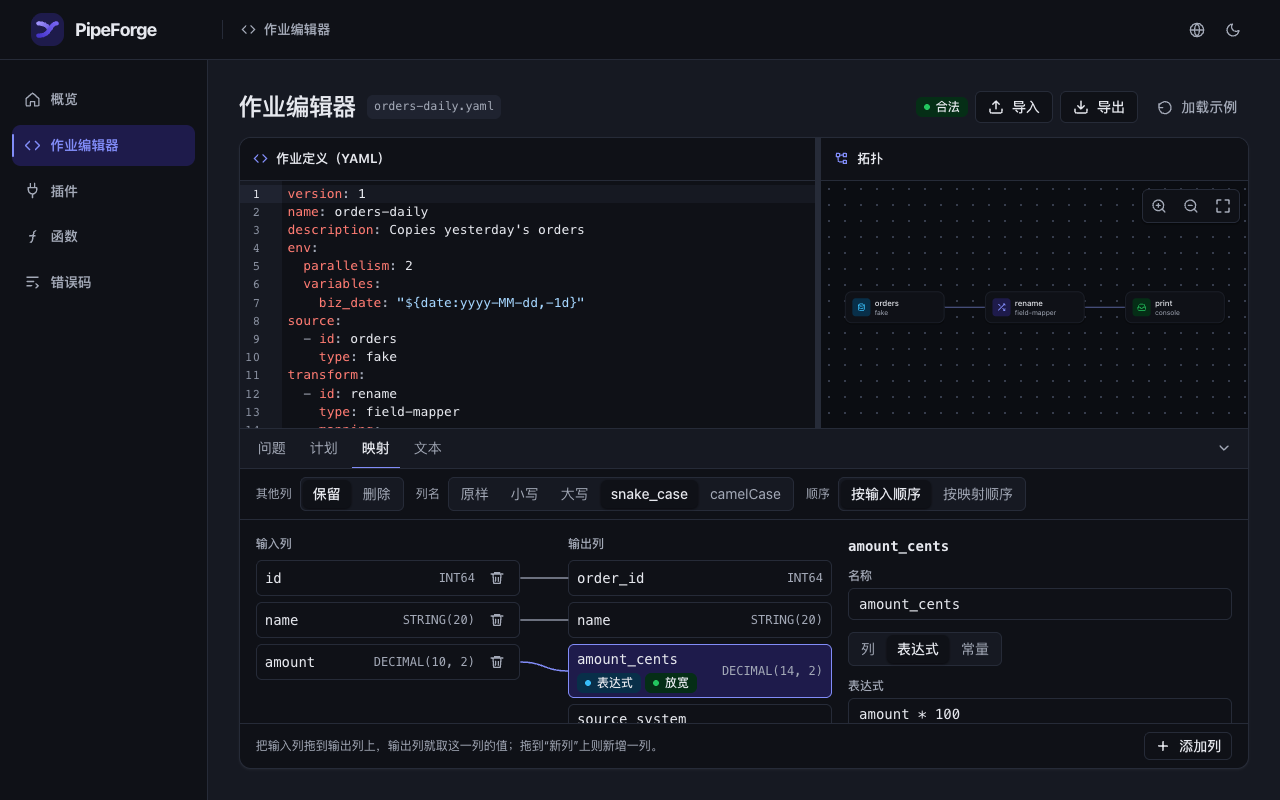 PipeForge
作业编辑器
概览
作业编辑器
插件
函数
错误码
作业编辑器
orders-daily.yaml
合法
导入
导出
加载示例
作业定义（YAML）
1 version: 1
2 name: orders-daily
3 description: Copies yesterday's orders
4 env:
5 parallelism: 2
6 variables:
7 biz_date: "${date:yyyy-MM-dd,-1d}"
8 source:
9 - id: orders
10 type: fake
11 transform:
12 - id: rename
13 type: field-mapper
拓扑
orders
fake
rename
field-mapper
print
console
问题 计划 映射 文本
其他列 保留 删除 列名 原样 小写 大写 snake_case camelCase 顺序 按输入顺序 按映射顺序
输入列
id INT64
name STRING(20)
amount DECIMAL(10, 2)
输出列
order_id INT64
name STRING(20)
amount_cents DECIMAL(14, 2)
表达式 放宽
source_system
amount_cents
名称
amount_cents
列 表达式 常量
表达式
amount * 100
把输入列拖到输出列上，输出列就取这一列的值；拖到“新列”上则新增一列。
添加列